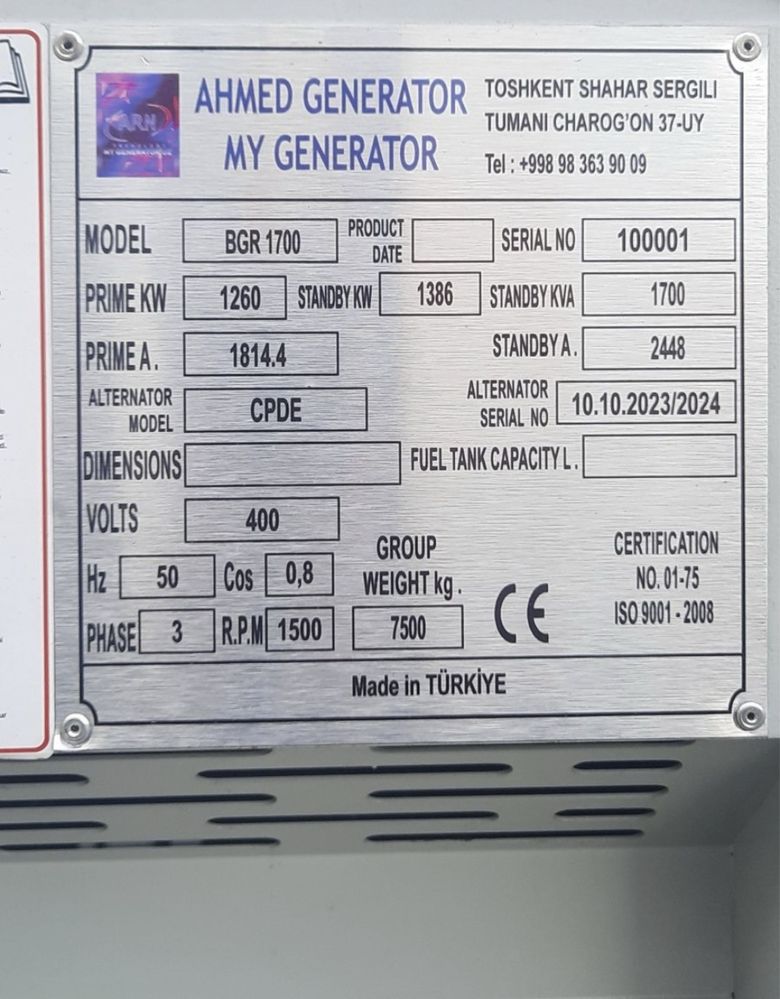 AHMED GENERATOR
MY GENERATOR
TOSHKENT SHAHAR SERGILI
TUMANI CHAROG'ON 37-UY
Tel : +998 98 363 90 09
ARN
MODEL BGR 1700 PRODUCT DATE SERIAL NO 100001
PRIME KW 1260 STANDBY KW 1386 STANDBY KVA 1700
PRIME A. 1814.4 STANDBY A. 2448
ALTERNATOR MODEL CPDE ALTERNATOR SERIAL NO 10.10.2023/2024
DIMENSIONS FUEL TANK CAPACITY L.
VOLTS 400
Hz 50 Cos 0,8 GROUP WEIGHT kg.
PHASE 3 R.P.M 1500 7500
CE
CERTIFICATION
NO. 01-75
ISO 9001 - 2008
Made in TÜRKİYE